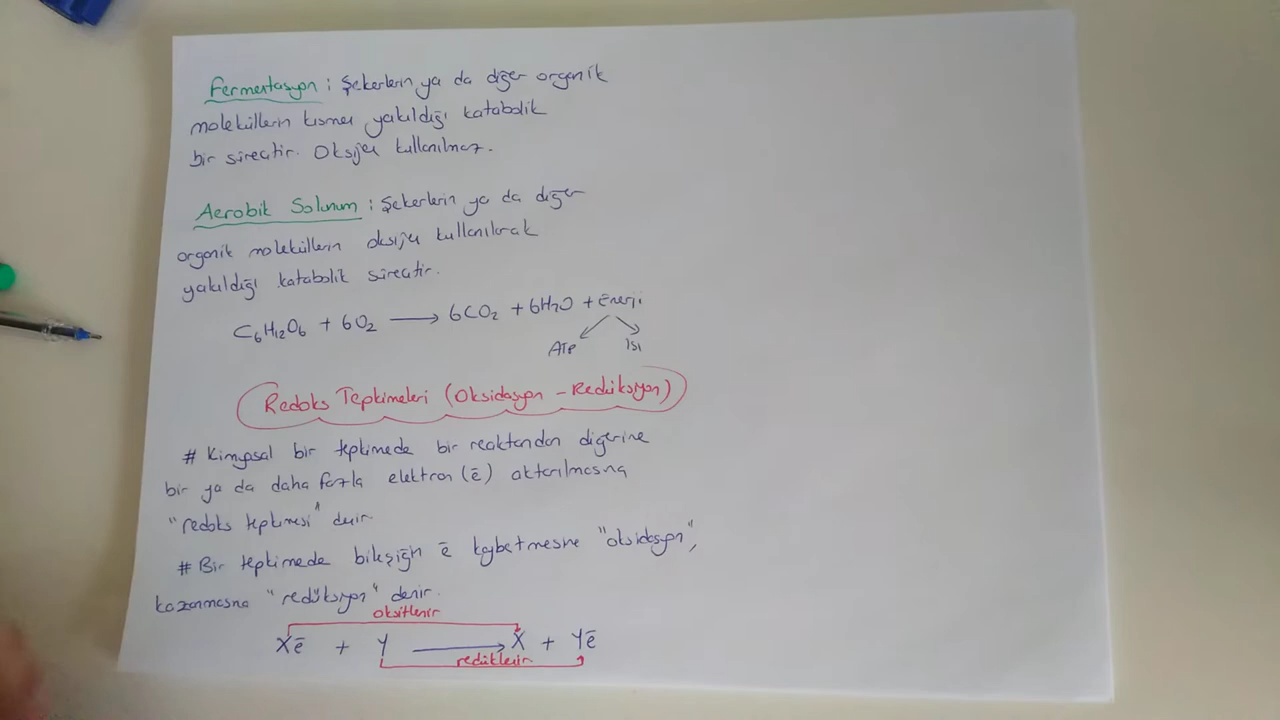 Fermentasyon : Şekerlerin ya da diğer organik
moleküllerin kısmen yakıldığı katabolik
bir süreçtir. Oksijen kullanılmaz.
Aerobik Solunum : Şekerlerin ya da diğer
organik moleküllerin oksijen kullanılarak
yakıldığı katabolik süreçtir.
C₆H₁₂O₆ + 6O₂ → 6CO₂ + 6H₂O + Enerji
ATP Isı
Redoks Tepkimeleri (Oksidasyon - Redüksiyon)
# Kimyasal bir tepkimede bir reaktandan diğerine
bir ya da daha fazla elektron (ē) aktarılmasına
"redoks tepkimesi" denir.
# Bir tepkimede bileşiğin ē kaybetmesine "oksidasyon",
kazanmasına "redüksiyon" denir.
oksitlenir
Xē + Y → X + Yē
redüklenir